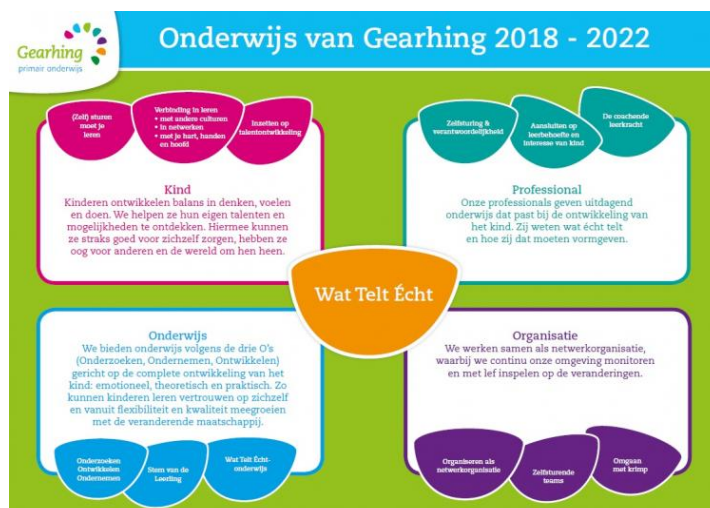 Gearhing
primair onderwijs
Onderwijs van Gearhing 2018 - 2022
(Zelf) sturen
moet je
leren
Verbinding in leren
• met andere culturen
• in netwerken
• met je hart, handen
en hoofd
Inzetten op
talentontwikkeling
Kind
Kinderen ontwikkelen balans in denken, voelen
en doen. We helpen ze hun eigen talenten en
mogelijkheden te ontdekken. Hiermee kunnen
ze straks goed voor zichzelf zorgen, hebben ze
oog voor anderen en de wereld om hen heen.
Zelfsturing &
verantwoordelijkheid
Aansluiten op
leerbehoefte en
interesse van kind
De coachende
leerkracht
Professional
Onze professionals geven uitdagend
onderwijs dat past bij de ontwikkeling van
het kind. Zij weten wat écht telt
en hoe zij dat moeten vormgeven.
Wat Telt Écht
Onderwijs
We bieden onderwijs volgens de drie O's
(Onderzoeken, Ondernemen, Ontwikkelen)
gericht op de complete ontwikkeling van het
kind: emotioneel, theoretisch en praktisch. Zo
kunnen kinderen leren vertrouwen op zichzelf
en vanuit flexibiliteit en kwaliteit meegroeien
met de veranderende maatschappij.
Onderzoeken
Ontwikkelen
Ondernemen
Stem van de
Leerling
Wat Telt Écht-
onderwijs
Organisatie
We werken samen als netwerkorganisatie,
waarbij we continu onze omgeving monitoren
en met lef inspelen op de veranderingen.
Organiseren als
netwerkorganisatie
Zelfsturende
teams
Omgaan
met krimp